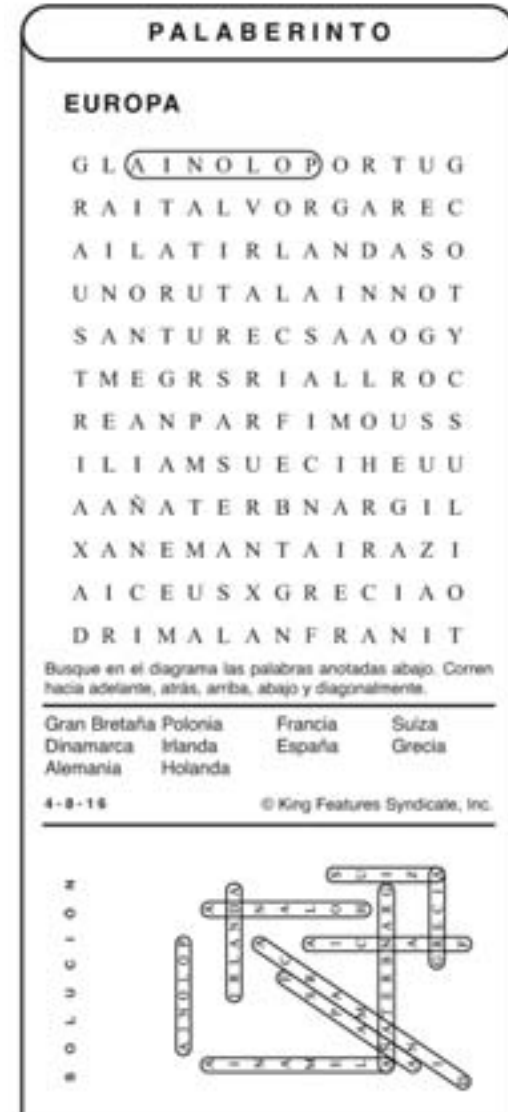 PALABERINTO
EUROPA
G L A I N O L O P O R T U G
R A I T A L V O R G A R E C
A I L A T I R L A N D A S O
U N O R U T A L A I N N O T
S A N T U R E C S A A O G Y
T M E G R S R I A L L R O C
R E A N P A R F I M O U S S
I L I A M S U E C I H E U U
A A Ñ A T E R B N A R G I L
X A N E M A N T A I R A Z I
A I C E U S X G R E C I A O
D R I M A L A N F R A N I T
Busque en el diagrama las palabras anotadas abajo. Corren
hacia adelante, atrás, arriba, abajo y diagonalmente.
Gran Bretaña Polonia Francia Suiza
Dinamarca Irlanda España Grecia
Alemania Holanda
4-8-16 © King Features Syndicate, Inc.
SOLUCION